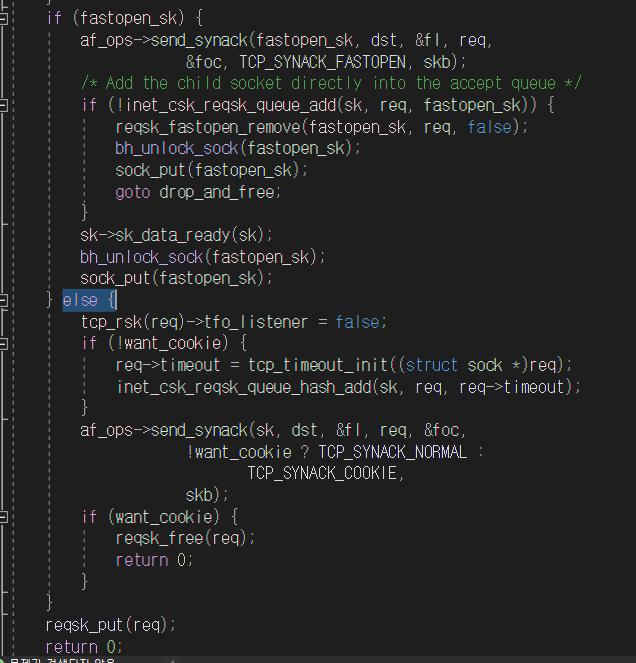 if (fastopen_sk) {
af_ops->send_synack(fastopen_sk, dst, &fl, req,
&foc, TCP_SYNACK_FASTOPEN, skb);
/* Add the child socket directly into the accept queue */
if (!inet_csk_reqsk_queue_add(sk, req, fastopen_sk)) {
reqsk_fastopen_remove(fastopen_sk, req, false);
bh_unlock_sock(fastopen_sk);
sock_put(fastopen_sk);
goto drop_and_free;
}
sk->sk_data_ready(sk);
bh_unlock_sock(fastopen_sk);
sock_put(fastopen_sk);
} else {
tcp_rsk(req)->tfo_listener = false;
if (!want_cookie) {
req->timeout = tcp_timeout_init((struct sock *)req);
inet_csk_reqsk_queue_hash_add(sk, req, req->timeout);
}
af_ops->send_synack(sk, dst, &fl, req, &foc,
!want_cookie ? TCP_SYNACK_NORMAL :
TCP_SYNACK_COOKIE,
skb);
if (want_cookie) {
reqsk_free(req);
return 0;
}
}
reqsk_put(req);
return 0;